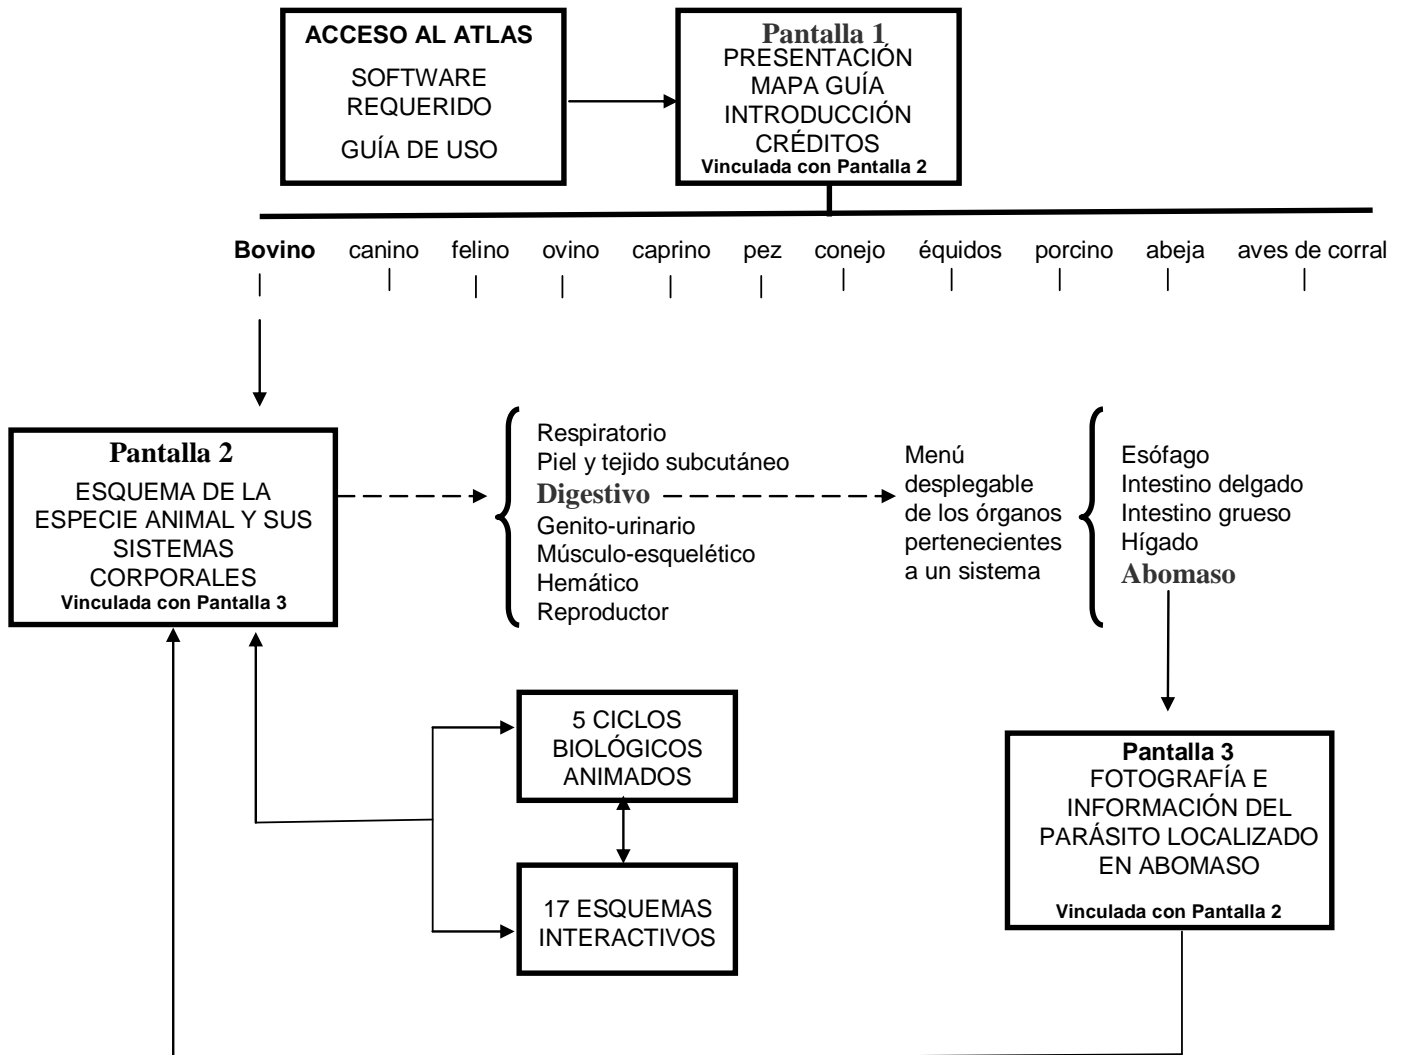 ACCESO AL ATLAS
SOFTWARE
REQUERIDO
GUÍA DE USO
Pantalla 1
PRESENTACIÓN
MAPA GUÍA
INTRODUCCIÓN
CRÉDITOS
Vinculada con Pantalla 2
Bovino canino felino ovino caprino pez conejo équidos porcino abeja aves de corral
Pantalla 2
ESQUEMA DE LA
ESPECIE ANIMAL Y SUS
SISTEMAS
CORPORALES
Vinculada con Pantalla 3
Respiratorio
Piel y tejido subcutáneo
Digestivo
Genito-urinario
Músculo-esquelético
Hemático
Reproductor
Menú
desplegable
de los órganos
pertenecientes
a un sistema
Esófago
Intestino delgado
Intestino grueso
Hígado
Abomaso
5 CICLOS
BIOLÓGICOS
ANIMADOS
17 ESQUEMAS
INTERACTIVOS
Pantalla 3
FOTOGRAFÍA E
INFORMACIÓN DEL
PARÁSITO LOCALIZADO
EN ABOMASO
Vinculada con Pantalla 2